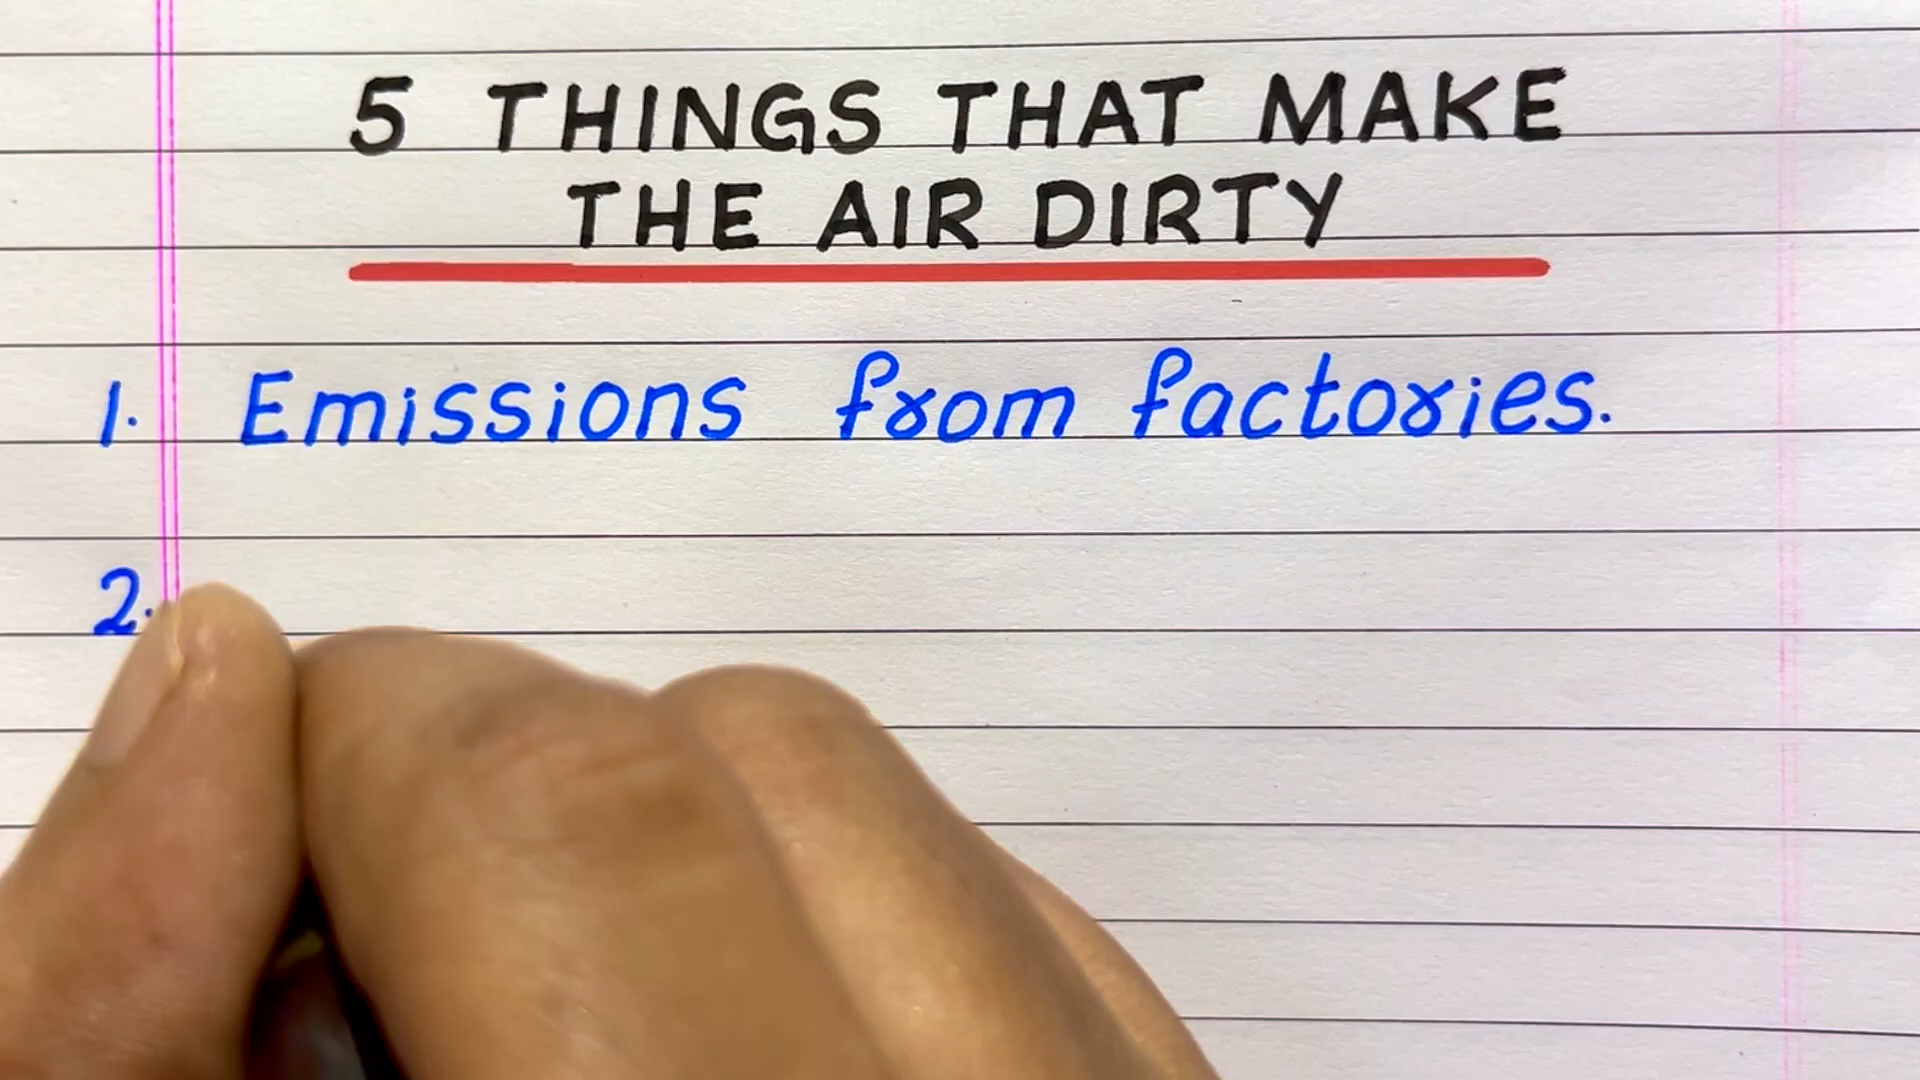 5 THINGS THAT MAKE
THE AIR DIRTY
1. Emissions from factories.
2.